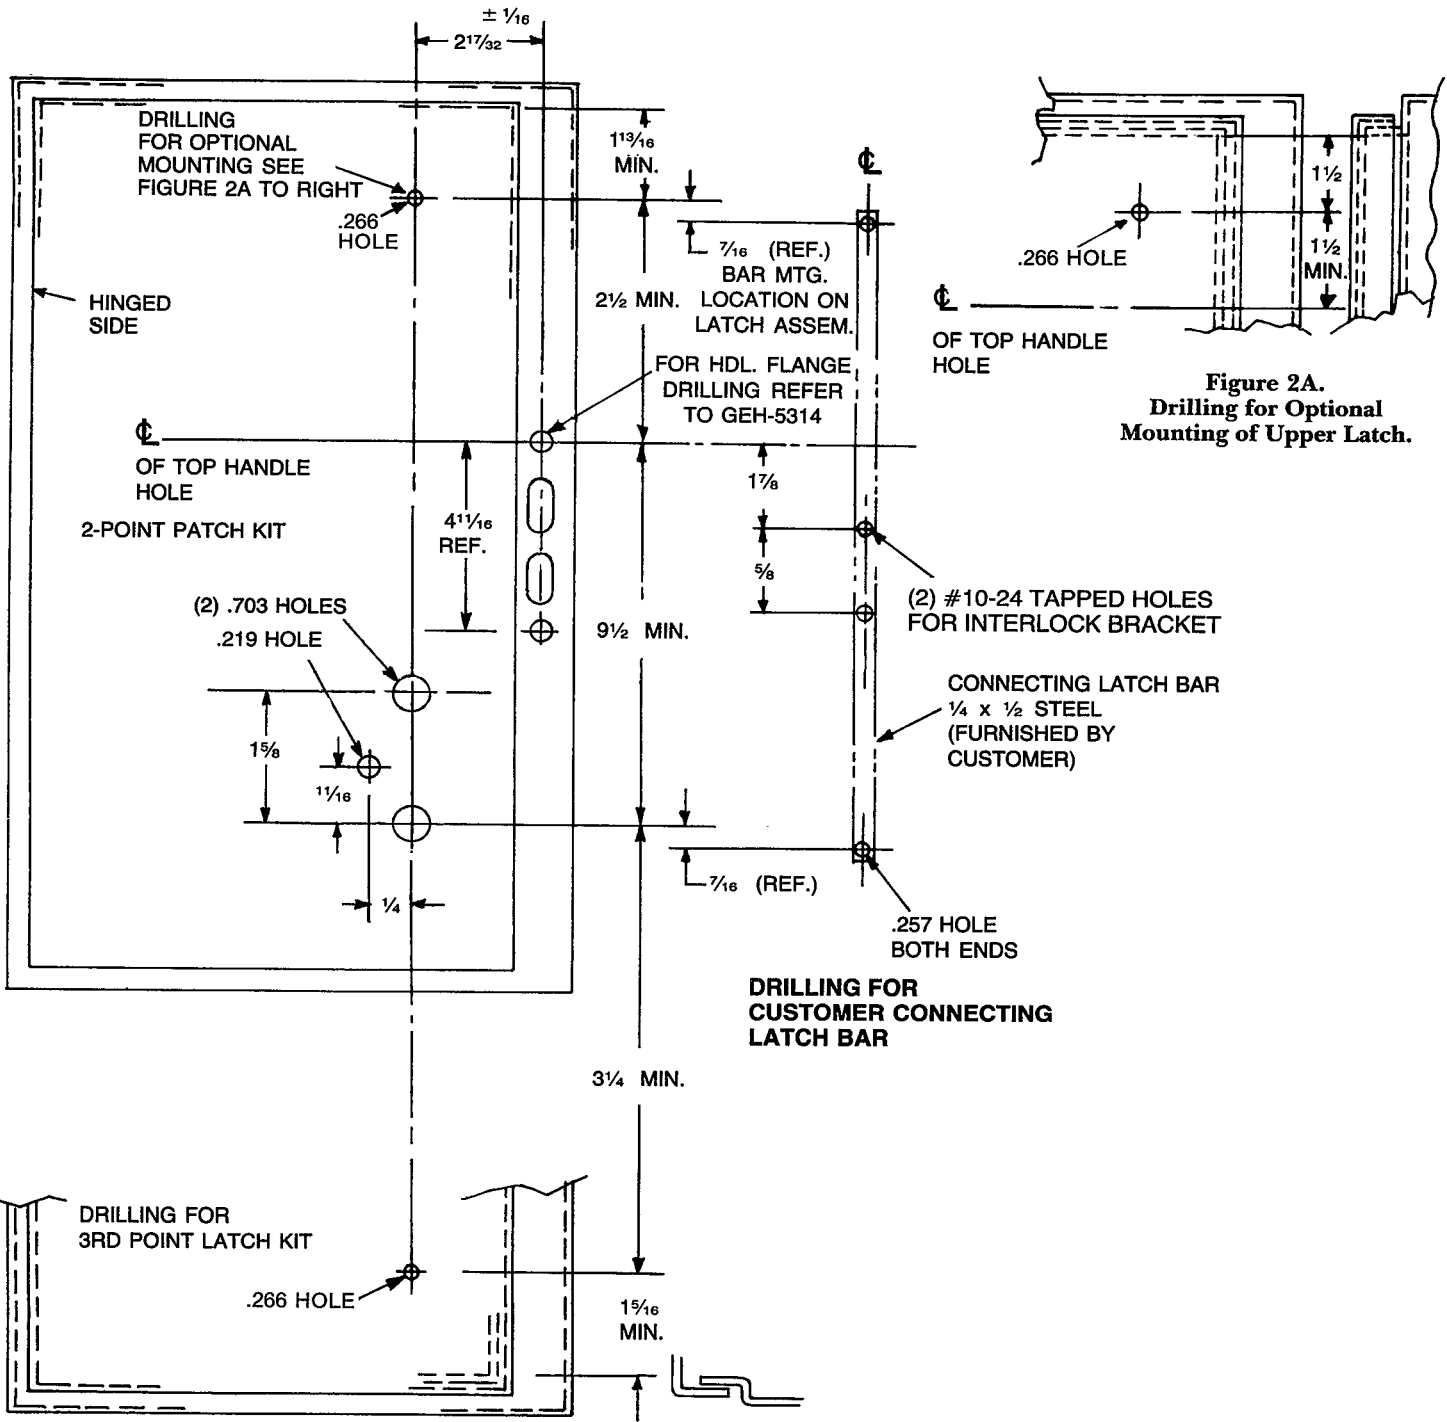 ± 1/16
2 17/32
DRILLING
FOR OPTIONAL
MOUNTING SEE
FIGURE 2A TO RIGHT
.266
HOLE
1 13/16
MIN.
HINGED
SIDE
2½ MIN.
7/16 (REF.)
BAR MTG.
LOCATION ON
LATCH ASSEM.
FOR HDL. FLANGE
DRILLING REFER
TO GEH-5314
℄
OF TOP HANDLE
HOLE
2-POINT PATCH KIT
4 11/16
REF.
(2) .703 HOLES
.219 HOLE
1⅝
11/16
¼
9½ MIN.
7/16 (REF.)
3¼ MIN.
℄
1⅞
⅝
(2) #10-24 TAPPED HOLES
FOR INTERLOCK BRACKET
CONNECTING LATCH BAR
¼ x ½ STEEL
(FURNISHED BY
CUSTOMER)
.257 HOLE
BOTH ENDS
DRILLING FOR
CUSTOMER CONNECTING
LATCH BAR
1½
1½
MIN.
.266 HOLE
℄
OF TOP HANDLE
HOLE
Figure 2A.
Drilling for Optional
Mounting of Upper Latch.
DRILLING FOR
3RD POINT LATCH KIT
.266 HOLE
1 5/16
MIN.